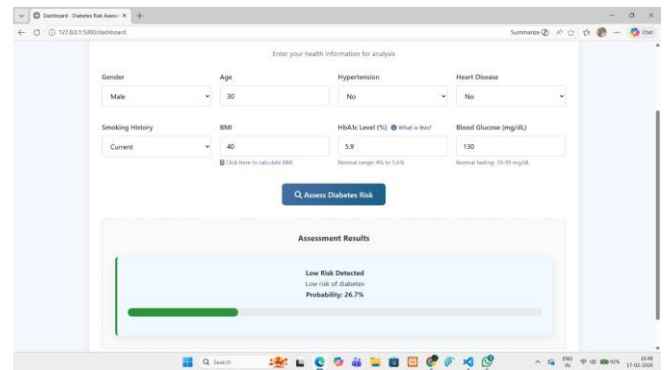 Dashboard - Diabetes Risk Assess
127.0.0.1:5000/dashboard
Summarize
Chat
Enter your health information for analysis
Gender Age Hypertension Heart Disease
Male 30 No No
Smoking History BMI HbA1c Level (%) What is this? Blood Glucose (mg/dL)
Current 40 5.9 130
Click here to calculate BMI Normal range: 4% to 5.6% Normal fasting: 70-99 mg/dL
Assess Diabetes Risk
Assessment Results
Low Risk Detected
Low risk of diabetes
Probability: 26.7%
Search
ENG
IN